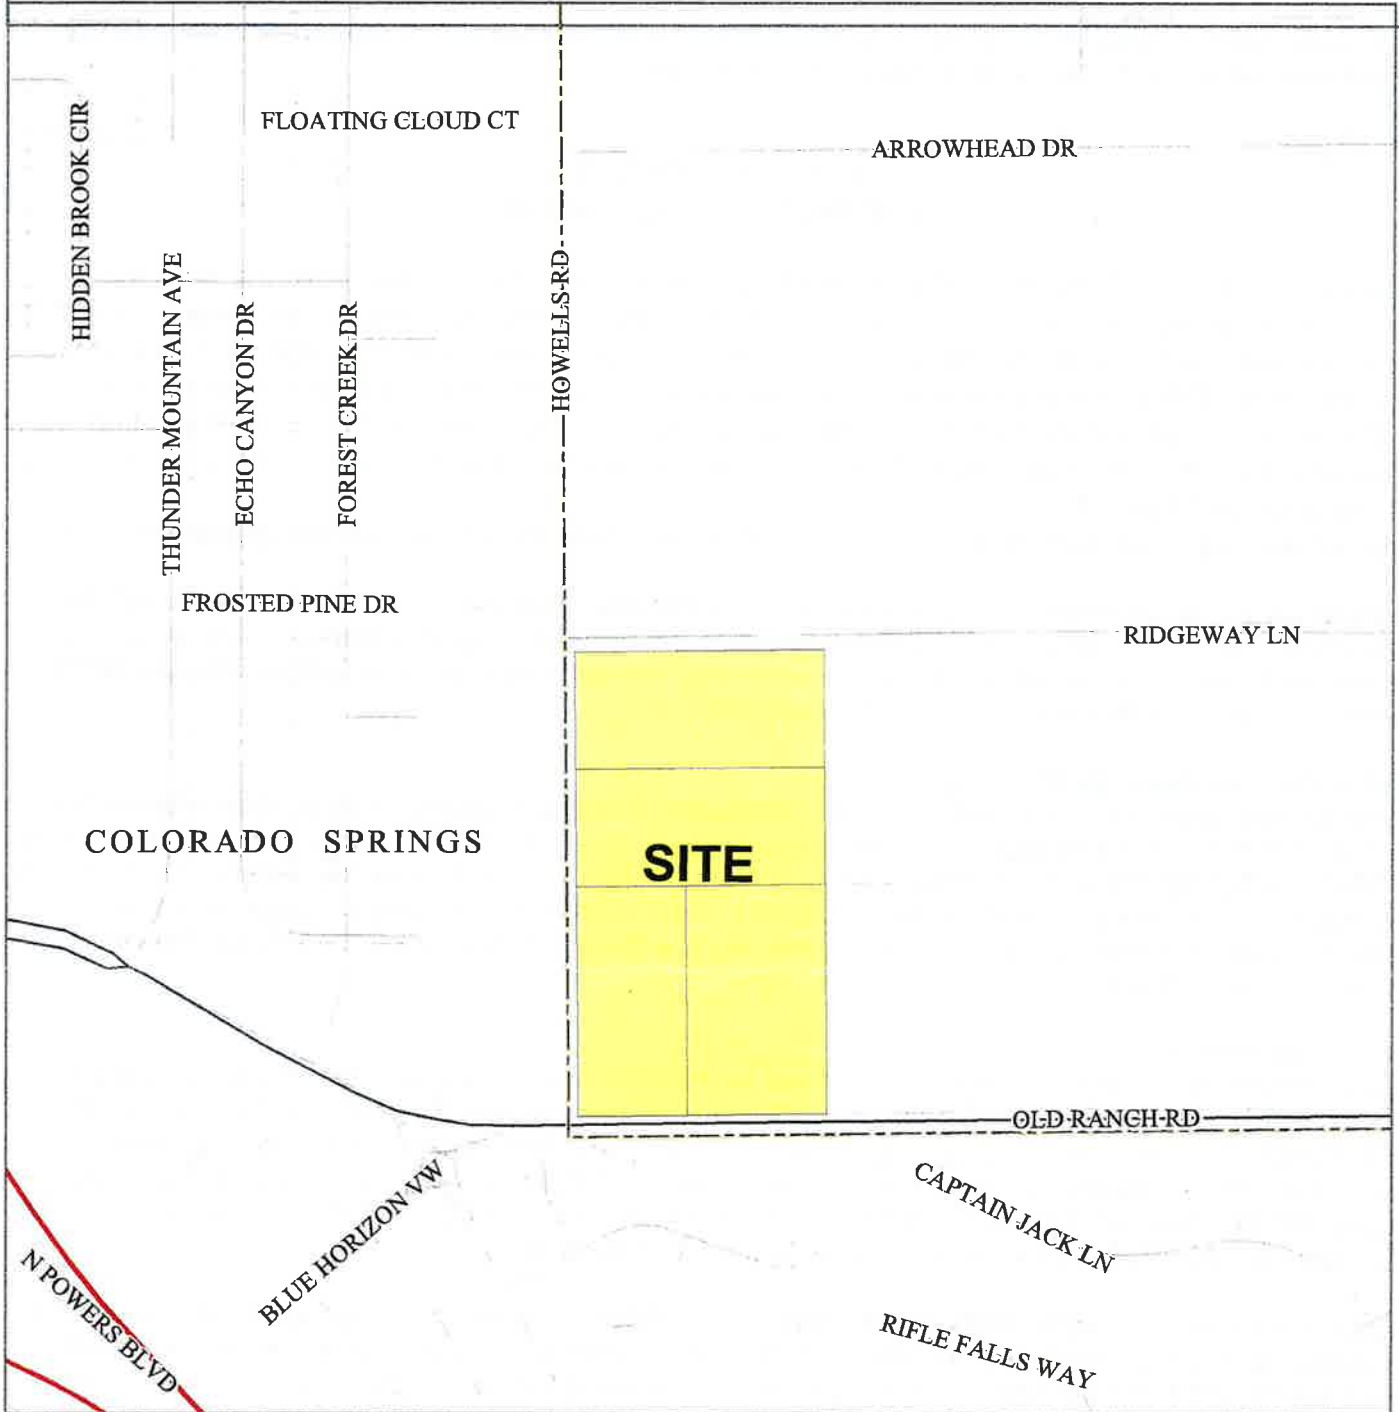 FLOATING CLOUD CT
ARROWHEAD DR
HIDDEN BROOK CIR
THUNDER MOUNTAIN AVE
ECHO CANYON DR
FOREST CREEK DR
HOWELLS RD
FROSTED PINE DR
RIDGEWAY LN
COLORADO SPRINGS
SITE
OLD RANCH RD
BLUE HORIZON VW
CAPTAIN JACK LN
N POWERS BLVD
RIFLE FALLS WAY